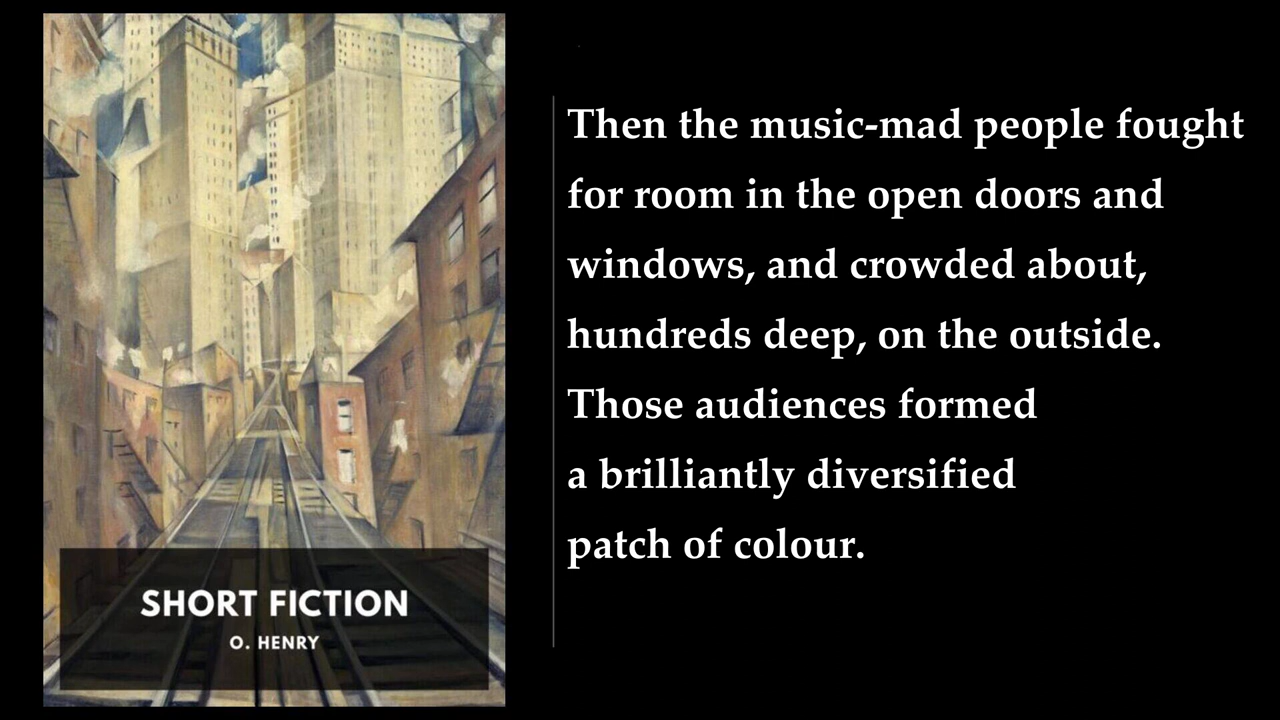 SHORT FICTION
O. HENRY
Then the music-mad people fought
for room in the open doors and
windows, and crowded about,
hundreds deep, on the outside.
Those audiences formed
a brilliantly diversified
patch of colour.